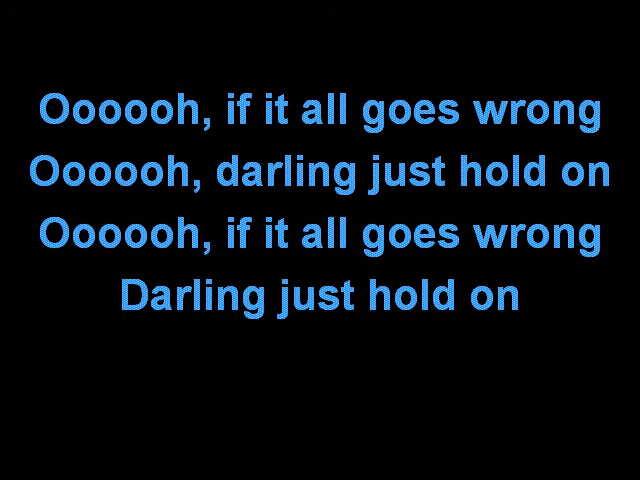 Oooooh, if it all goes wrong
Oooooh, darling just hold on
Oooooh, if it all goes wrong
Darling just hold on